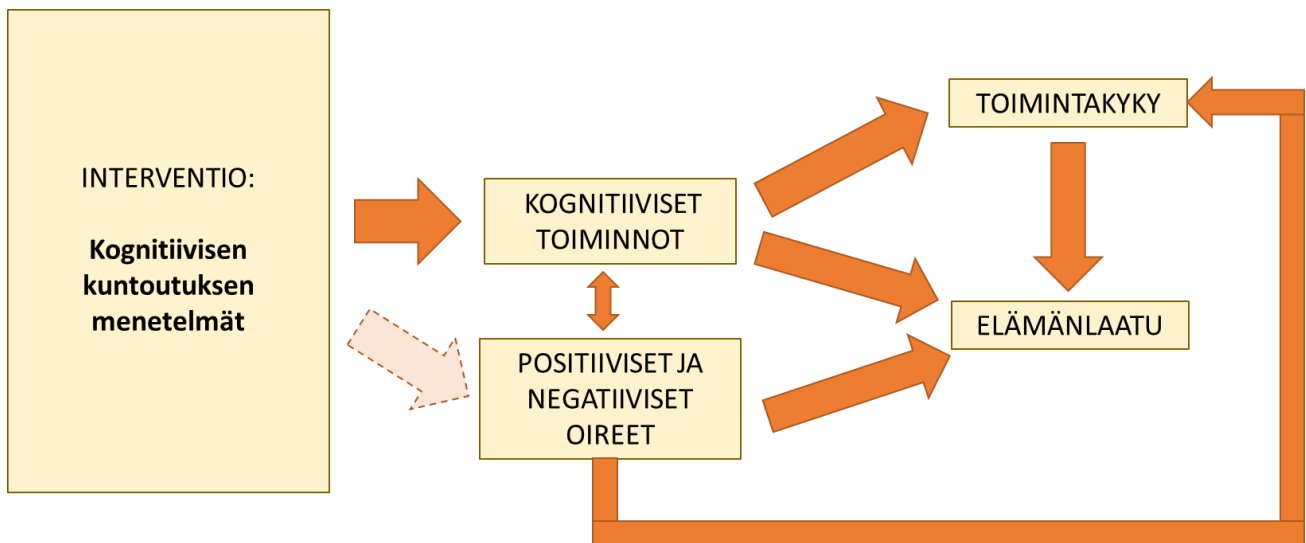 INTERVENTIO:
Kognitiivisen
kuntoutuksen
menetelmät
KOGNITIIVISET
TOIMINNOT
POSITIIVISET JA
NEGATIIVISET
OIREET
TOIMINTAKYKY
ELÄMÄNLAATU